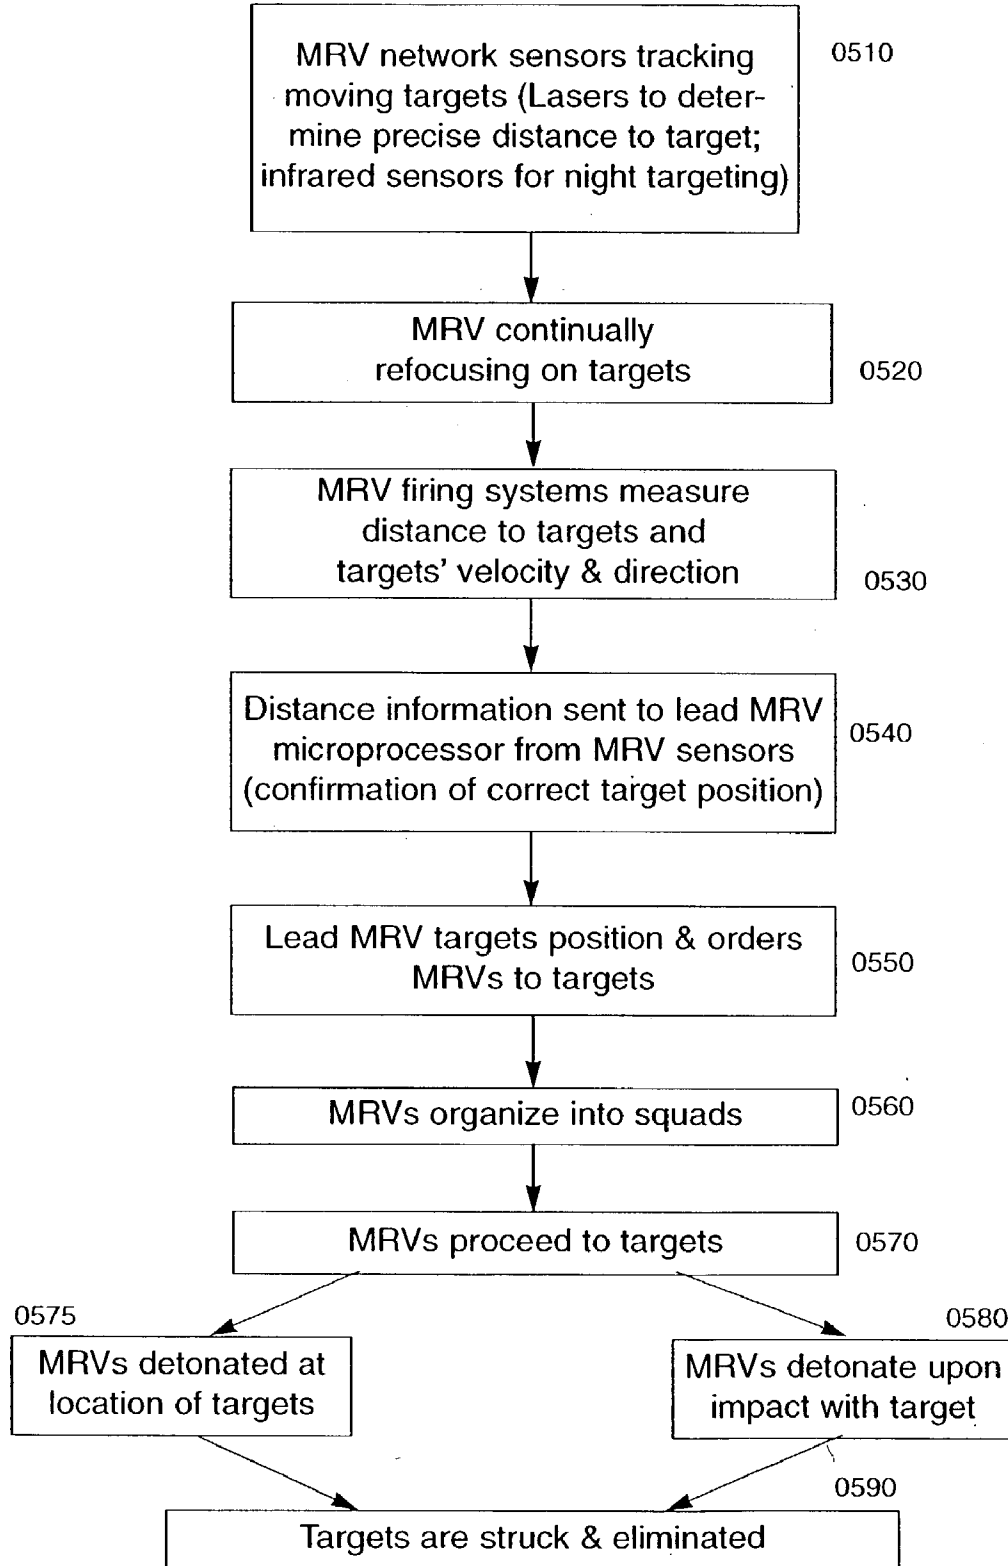 MRV network sensors tracking
moving targets (Lasers to deter-
mine precise distance to target;
infrared sensors for night targeting)
0510
MRV continually
refocusing on targets
0520
MRV firing systems measure
distance to targets and
targets' velocity & direction
0530
Distance information sent to lead MRV
microprocessor from MRV sensors
(confirmation of correct target position)
0540
Lead MRV targets position & orders
MRVs to targets
0550
MRVs organize into squads
0560
MRVs proceed to targets
0570
0575
MRVs detonated at
location of targets
0580
MRVs detonate upon
impact with target
0590
Targets are struck & eliminated